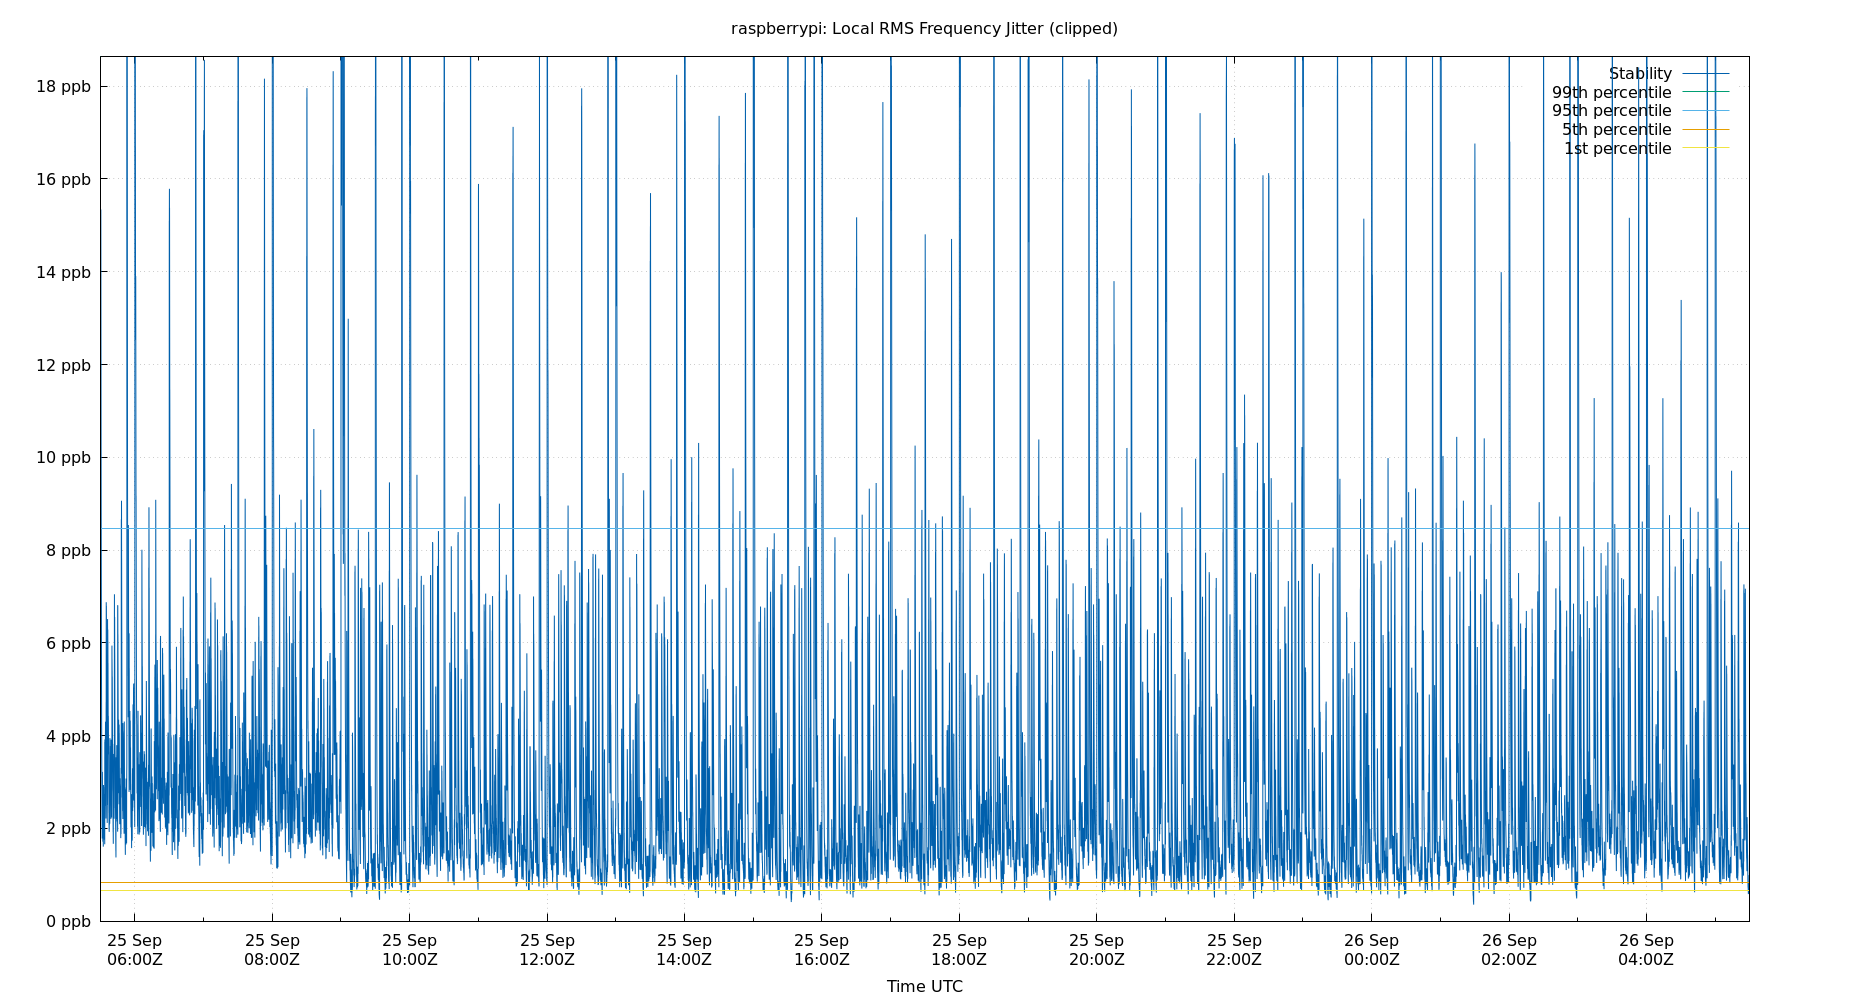 raspberrypi: Local RMS Frequency Jitter (clipped)
18 ppb
16 ppb
14 ppb
12 ppb
10 ppb
8 ppb
6 ppb
4 ppb
2 ppb
0 ppb
Stability
99th percentile
95th percentile
5th percentile
1st percentile
25 Sep 25 Sep 25 Sep 25 Sep 25 Sep 25 Sep 25 Sep 25 Sep 25 Sep 26 Sep 26 Sep 26 Sep
06:00Z 08:00Z 10:00Z 12:00Z 14:00Z 16:00Z 18:00Z 20:00Z 22:00Z 00:00Z 02:00Z 04:00Z
Time UTC